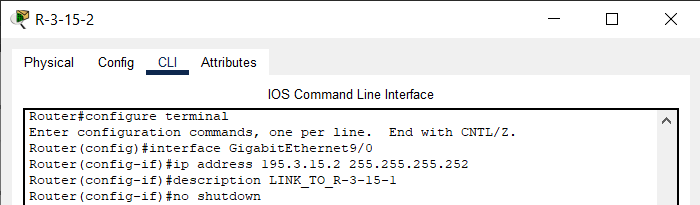 R-3-15-2
Physical Config CLI Attributes
IOS Command Line Interface
Router#configure terminal
Enter configuration commands, one per line.  End with CNTL/Z.
Router(config)#interface GigabitEthernet9/0
Router(config-if)#ip address 195.3.15.2 255.255.255.252
Router(config-if)#description LINK_TO_R-3-15-1
Router(config-if)#no shutdown